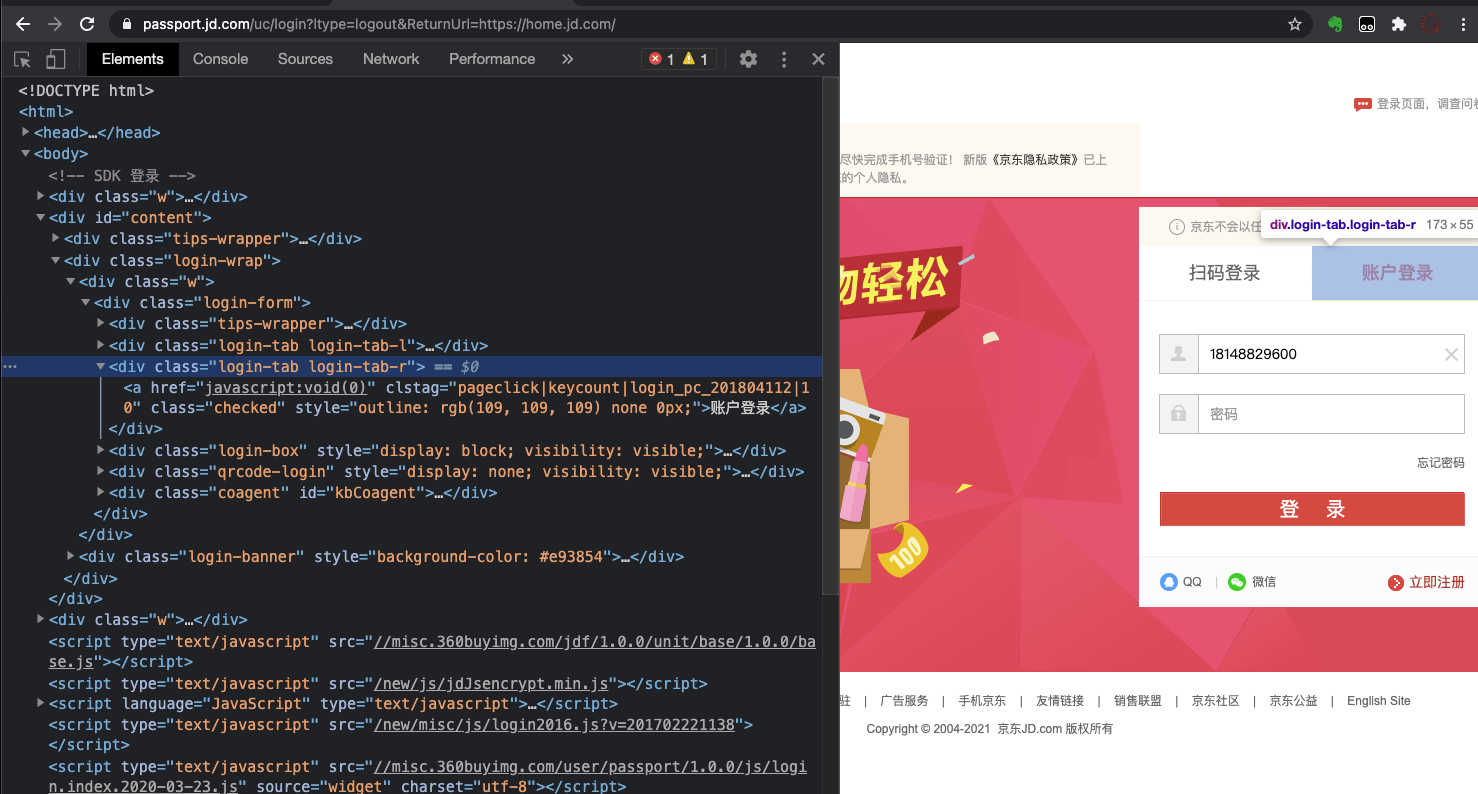 passport.jd.com/uc/login?ltype=logout&ReturnUrl=https://home.jd.com/
Elements Console Sources Network Performance » 1 1
<!DOCTYPE html>
<html>
<head>…</head>
<body>
<!-- SDK 登录 -->
<div class="w">…</div>
<div id="content">
<div class="tips-wrapper">…</div>
<div class="login-wrap">
<div class="w">
<div class="login-form">
<div class="tips-wrapper">…</div>
<div class="login-tab login-tab-l">…</div>
<div class="login-tab login-tab-r"> == $0
<a href="javascript:void(0)" clstag="pageclick|keycount|login_pc_201804112|1
0" class="checked" style="outline: rgb(109, 109, 109) none 0px;">账户登录</a>
</div>
<div class="login-box" style="display: block; visibility: visible;">…</div>
<div class="qrcode-login" style="display: none; visibility: visible;">…</div>
<div class="coagent" id="kbCoagent">…</div>
</div>
</div>
<div class="login-banner" style="background-color: #e93854">…</div>
</div>
</div>
<div class="w">…</div>
<script type="text/javascript" src="//misc.360buyimg.com/jdf/1.0.0/unit/base/1.0.0/ba
se.js"></script>
<script type="text/javascript" src="/new/js/jdJsencrypt.min.js"></script>
<script language="JavaScript" type="text/javascript">…</script>
<script type="text/javascript" src="/new/misc/js/login2016.js?v=201702221138">
</script>
<script type="text/javascript" src="//misc.360buyimg.com/user/passport/1.0.0/js/logi
n.index.2020-03-23.js" source="widget" charset="utf-8"></script>
登录页面，调查问卷
尽快完成手机号验证！ 新版《京东隐私政策》已上
的个人隐私。
京东不会以任
div.login-tab.login-tab-r 173×55
物轻松
扫码登录 账户登录
18148829600
密码
忘记密码
登 录
100
QQ | 微信 立即注册
驻 | 广告服务 | 手机京东 | 友情链接 | 销售联盟 | 京东社区 | 京东公益 | English Site
Copyright © 2004-2021 京东JD.com 版权所有